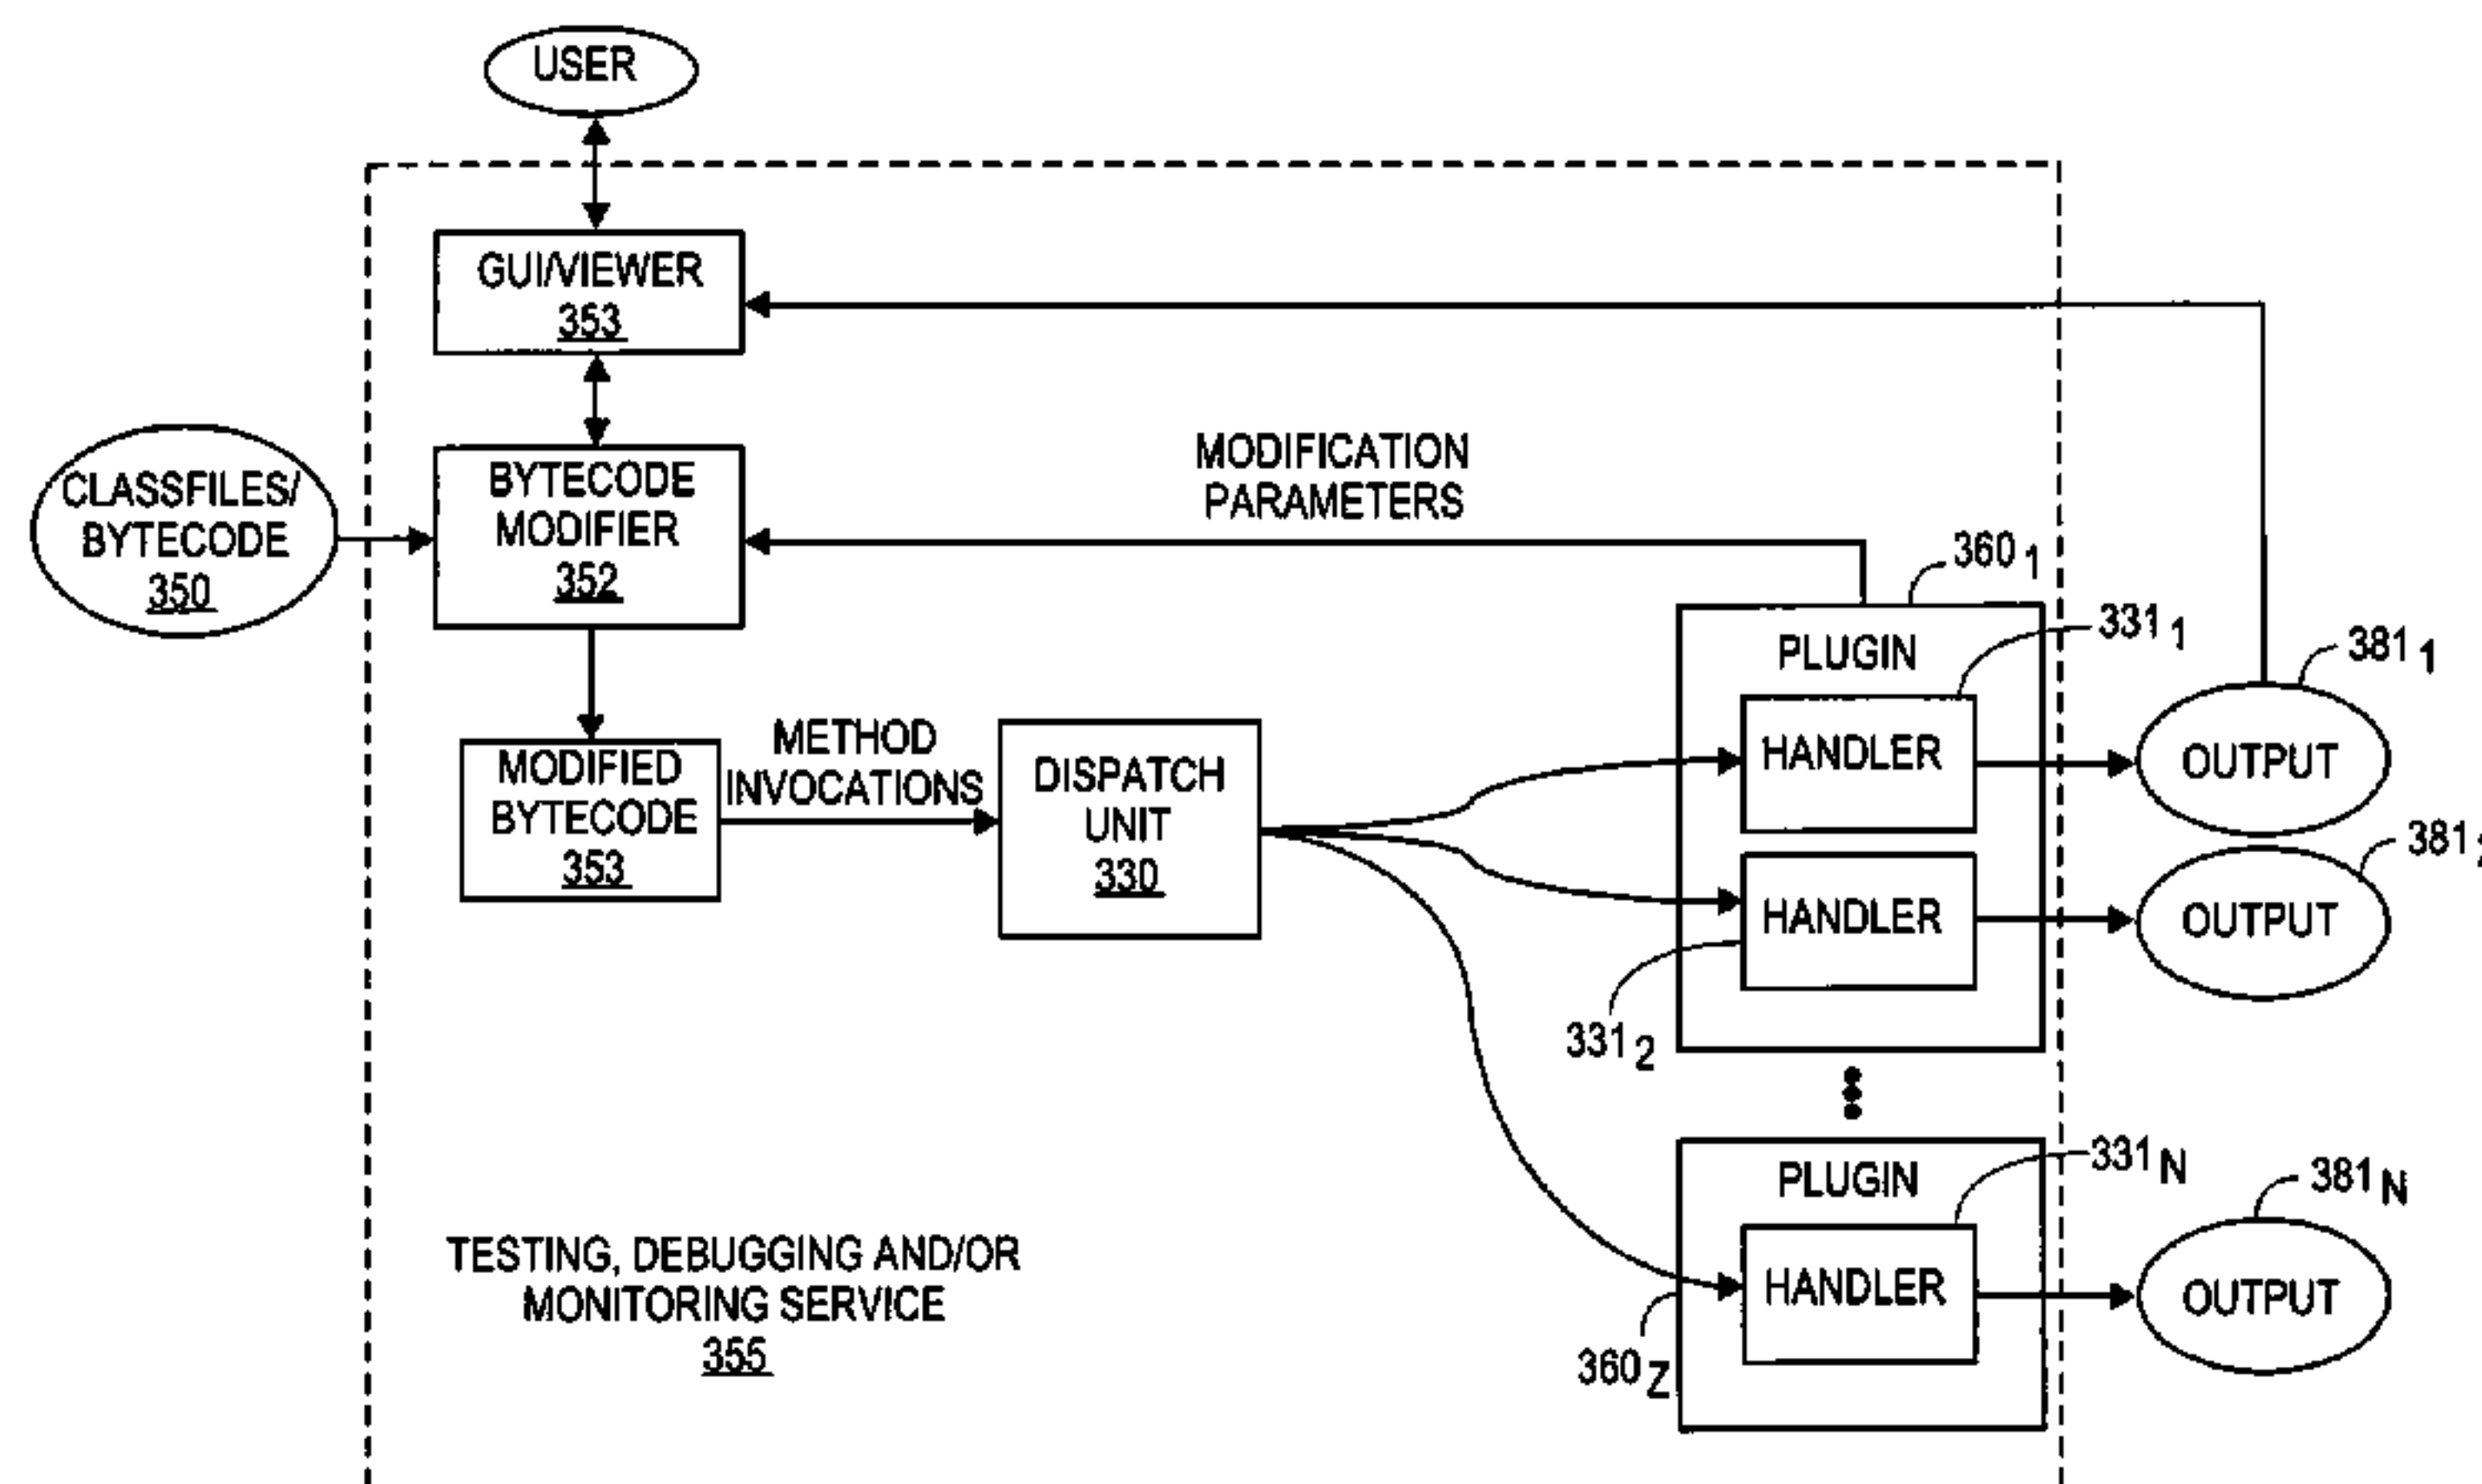 USER
GUI/VIEWER
353
CLASSFILES/
BYTECODE
350
BYTECODE
MODIFIER
352
MODIFICATION
PARAMETERS
360 1
PLUGIN
331 1
HANDLER
381 1
OUTPUT
MODIFIED
BYTECODE
353
METHOD
INVOCATIONS
DISPATCH
UNIT
330
HANDLER
331 2
OUTPUT
381
PLUGIN
331 N
HANDLER
360 Z
381 N
OUTPUT
TESTING, DEBUGGING AND/OR
MONITORING SERVICE
355